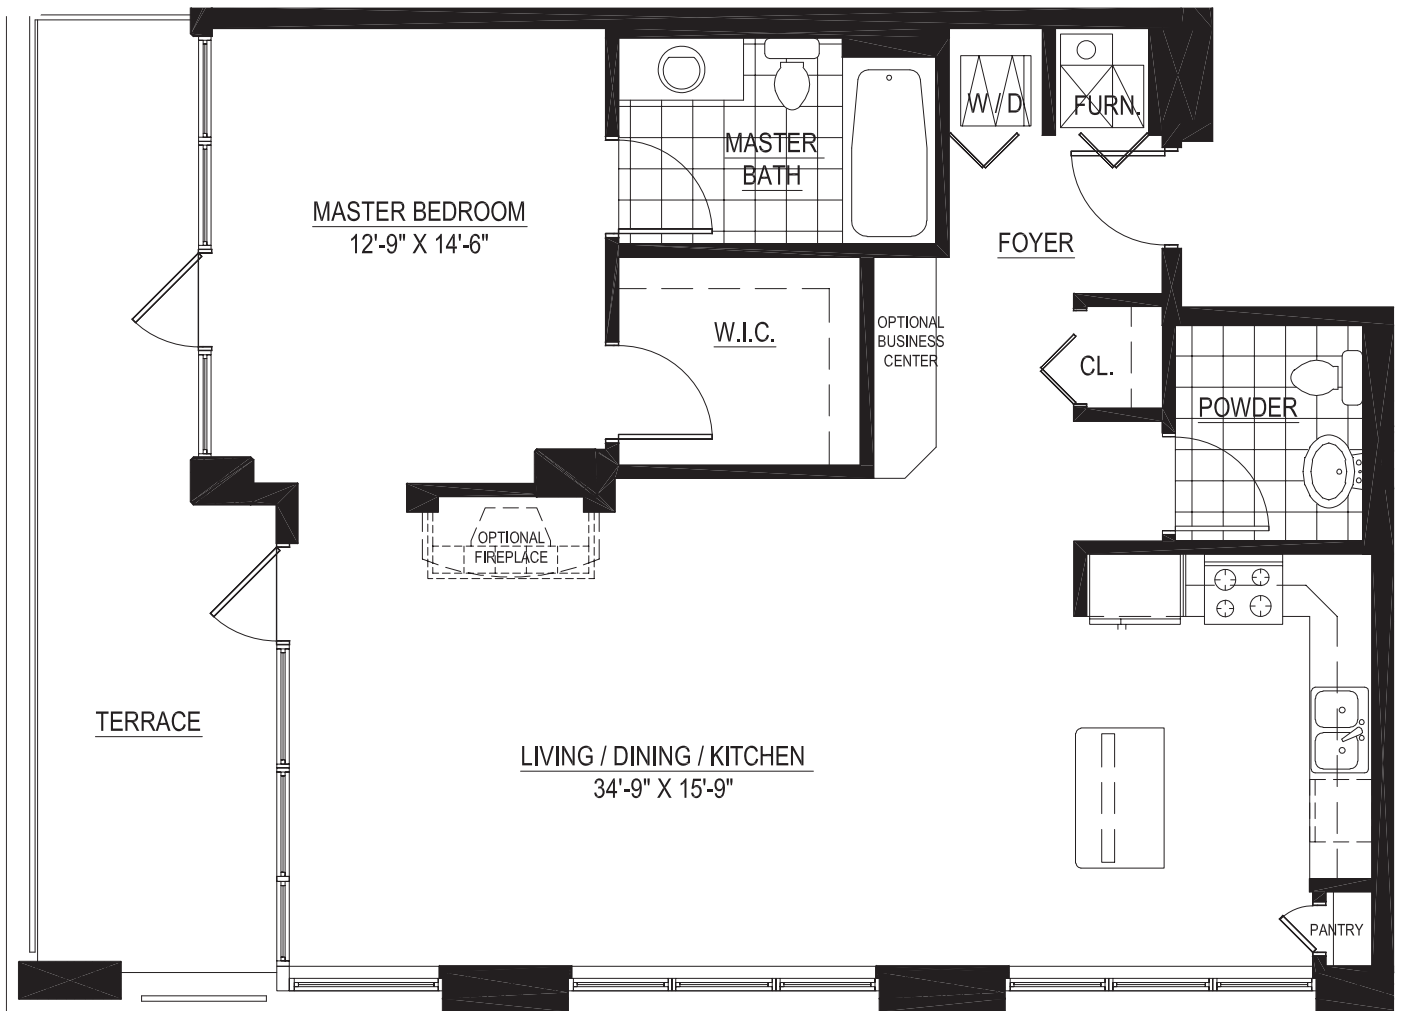 W / D
FURN.
MASTER
BATH
MASTER BEDROOM
12'-9" X 14'-6"
FOYER
W.I.C.
OPTIONAL
BUSINESS
CENTER
CL.
POWDER
OPTIONAL
FIREPLACE
TERRACE
LIVING / DINING / KITCHEN
34'-9" X 15'-9"
PANTRY